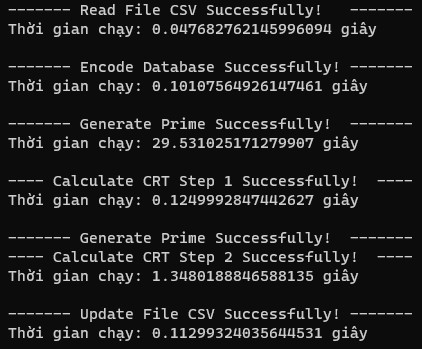 ------- Read File CSV Successfully!   -------
Thời gian chạy: 0.047682762145996094 giây
------- Encode Database Successfully! -------
Thời gian chạy: 0.10107564926147461 giây
------- Generate Prime Successfully!  -------
Thời gian chạy: 29.531025171279907 giây
---- Calculate CRT Step 1 Successfully!  ----
Thời gian chạy: 0.1249992847442627 giây
------- Generate Prime Successfully!  -------
---- Calculate CRT Step 2 Successfully!  ----
Thời gian chạy: 1.3480188846588135 giây
------- Update File CSV Successfully! -------
Thời gian chạy: 0.11299324035644531 giây